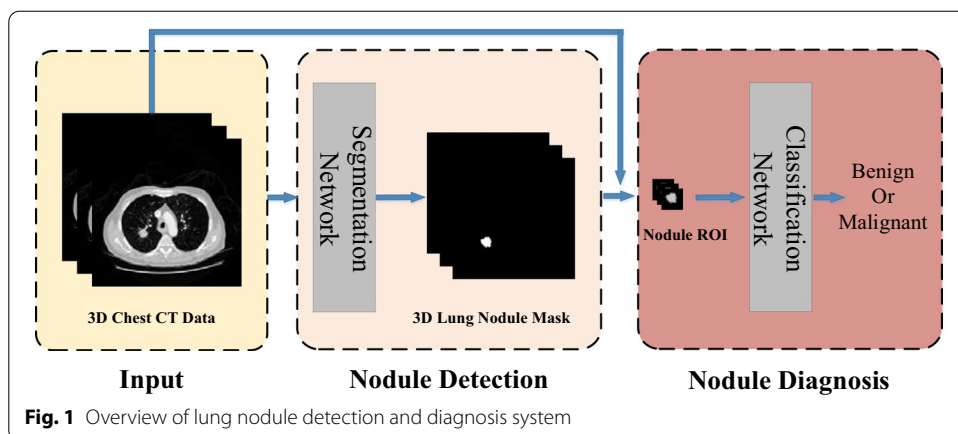 Segmentation
Network
3D Chest CT Data
3D Lung Nodule Mask
Nodule ROI
Classification
Network
Benign
Or
Malignant
Input
Nodule Detection
Nodule Diagnosis
Fig. 1 Overview of lung nodule detection and diagnosis system